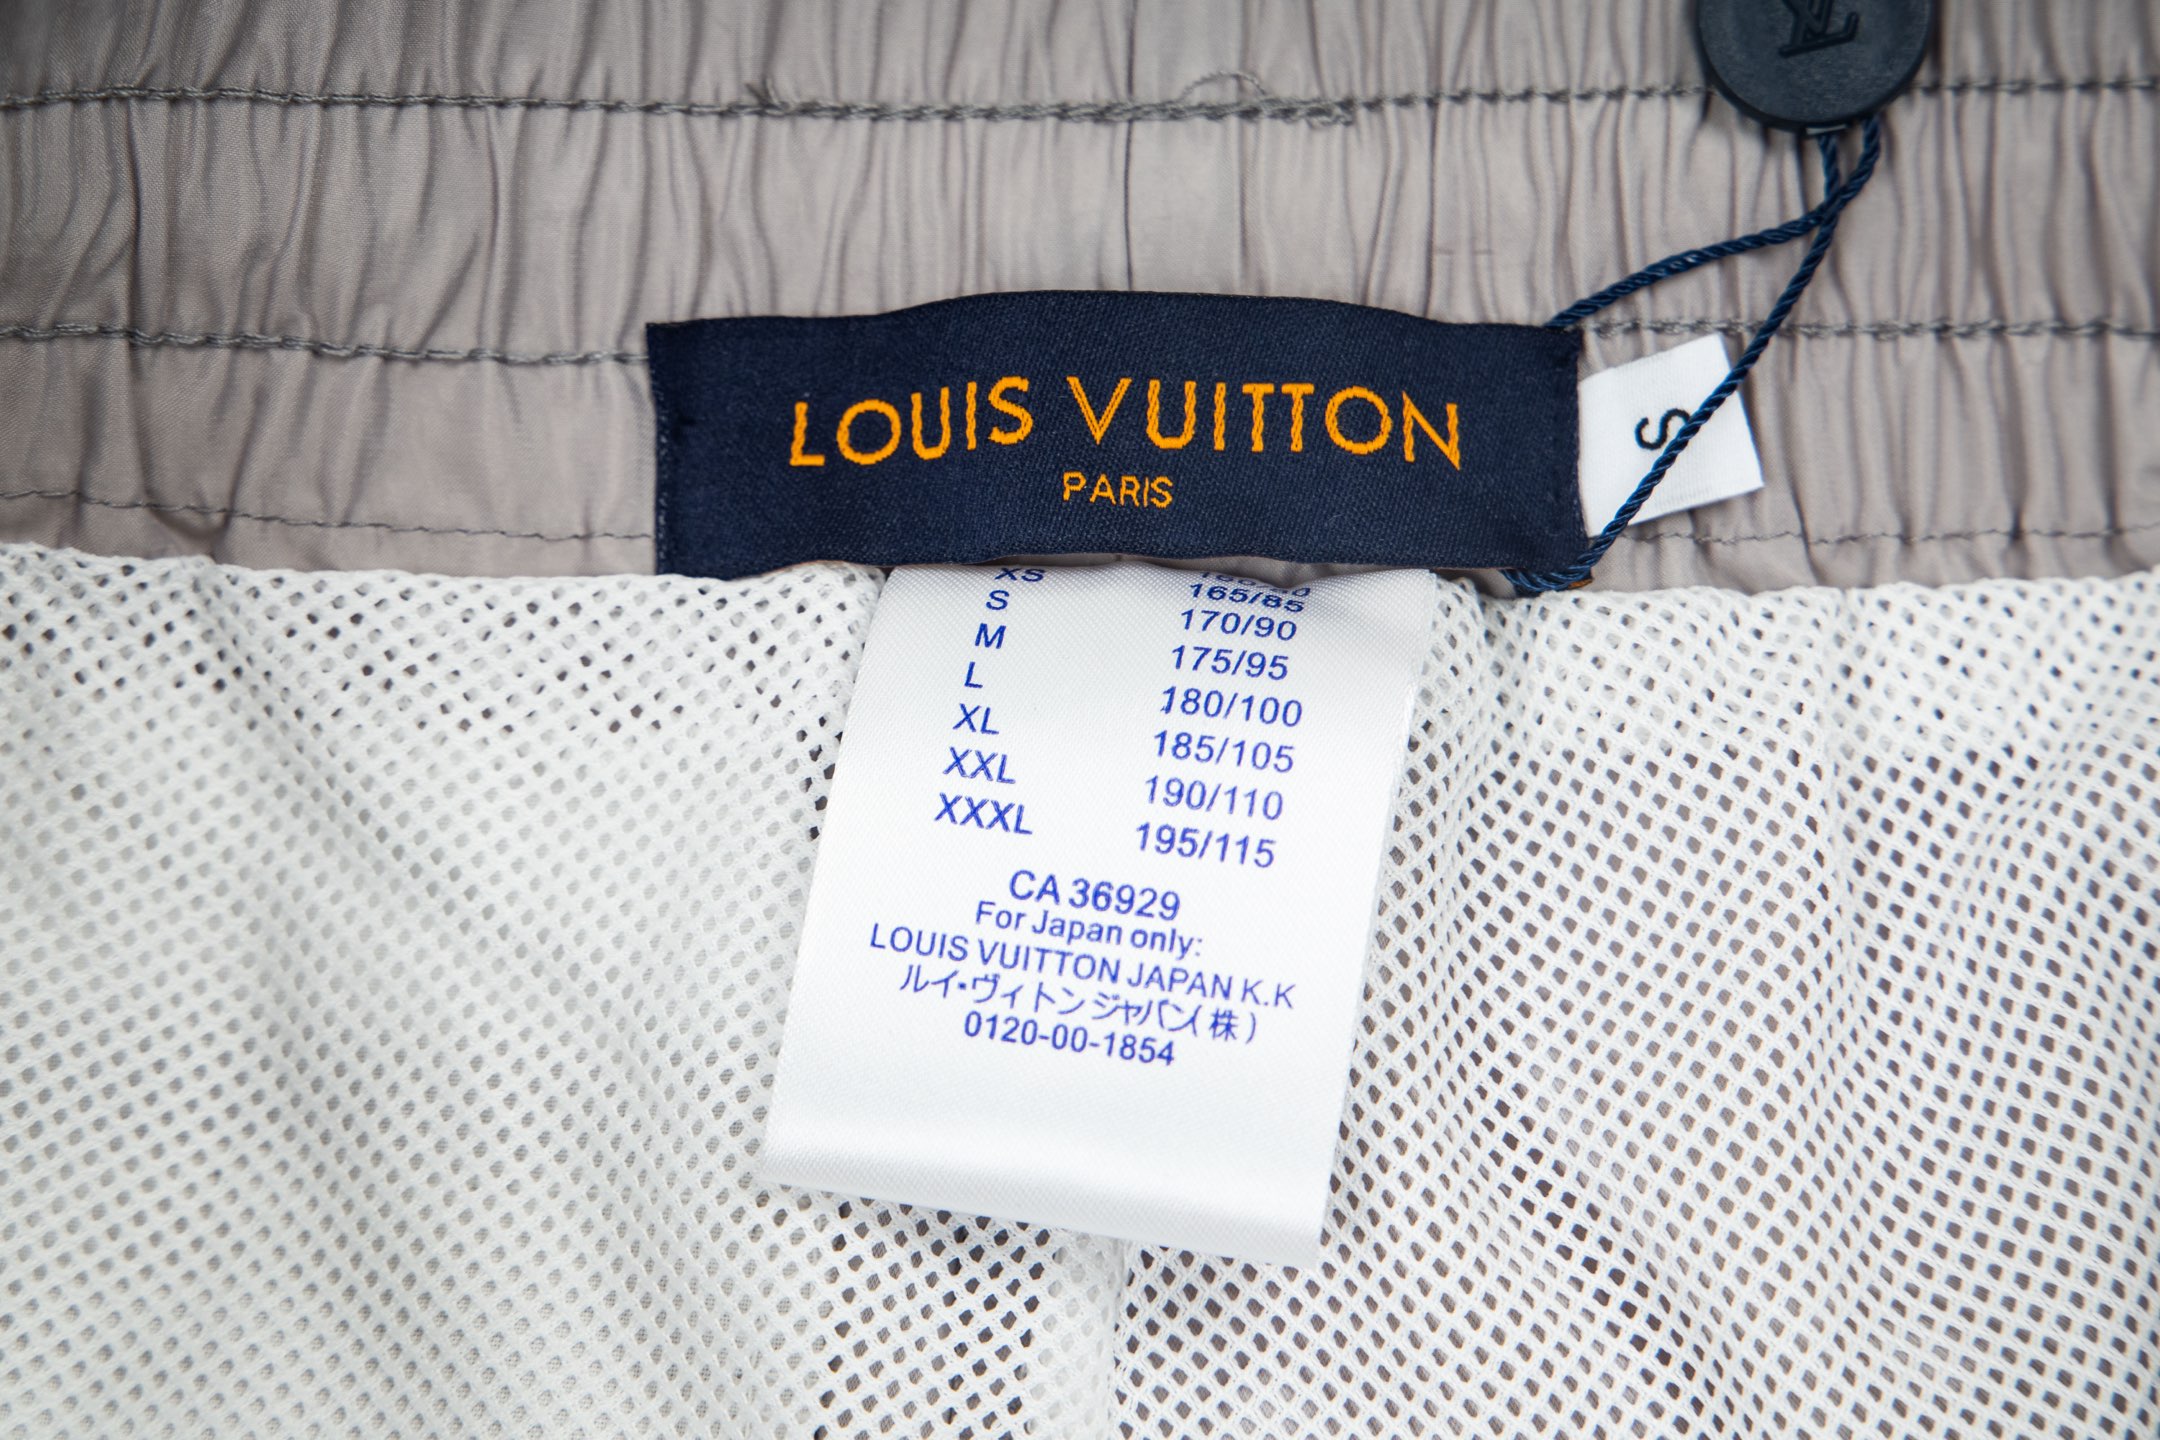 LOUIS VUITTON
PARIS
S
XS
S 165/85
M 170/90
L 175/95
XL 180/100
XXL 185/105
XXXL 190/110
195/115
CA 36929
For Japan only:
LOUIS VUITTON JAPAN K.K
ルイ・ヴィトンジャパン(株)
0120-00-1854
LV